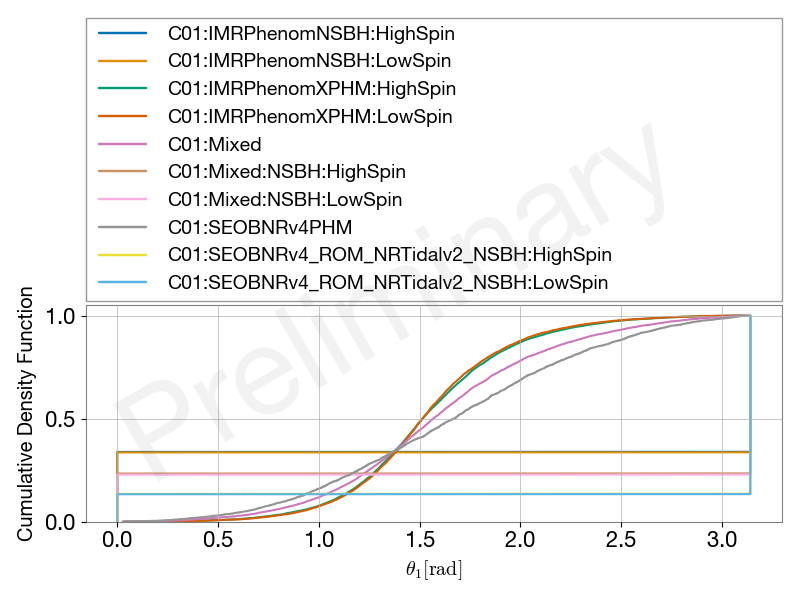 C01:IMRPhenomNSBH:HighSpin
C01:IMRPhenomNSBH:LowSpin
C01:IMRPhenomXPHM:HighSpin
C01:IMRPhenomXPHM:LowSpin
C01:Mixed
C01:Mixed:NSBH:HighSpin
C01:Mixed:NSBH:LowSpin
C01:SEOBNRv4PHM
C01:SEOBNRv4_ROM_NRTidalv2_NSBH:HighSpin
C01:SEOBNRv4_ROM_NRTidalv2_NSBH:LowSpin
Preliminary
Cumulative Density Function
1.0
0.5
0.0
0.0 0.5 1.0 1.5 2.0 2.5 3.0
θ₁[rad]